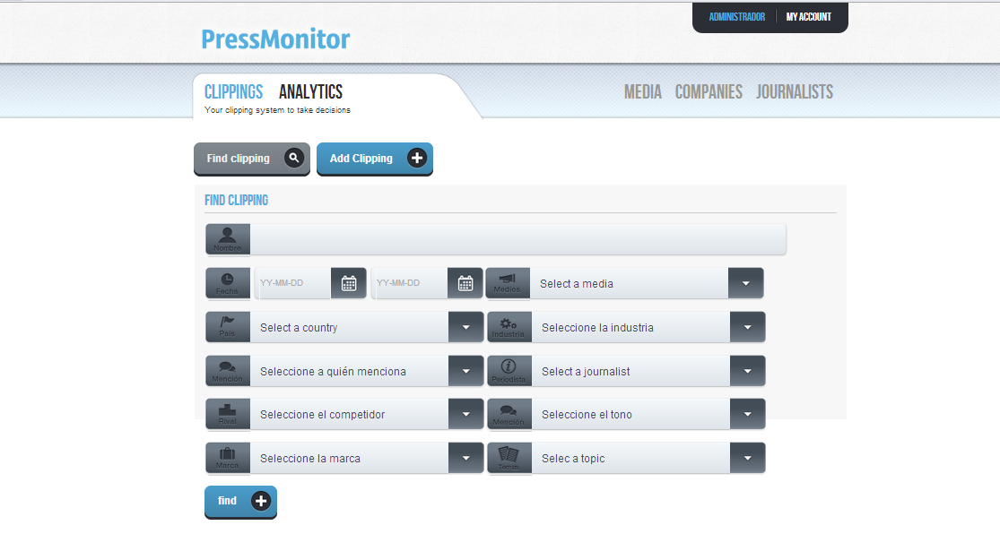 ADMINISTRADOR MY ACCOUNT
PressMonitor
CLIPPINGS ANALYTICS MEDIA COMPANIES JOURNALISTS
Your clipping system to take decisions
Find clipping Add Clipping
FIND CLIPPING
Nombre
Fecha YY-MM-DD YY-MM-DD Medios Select a media
País Select a country Industria Seleccione la industria
Mención Seleccione a quién menciona Periodista Select a journalist
Rival Seleccione el competidor Mención Seleccione el tono
Marca Seleccione la marca Temas Selec a topic
find